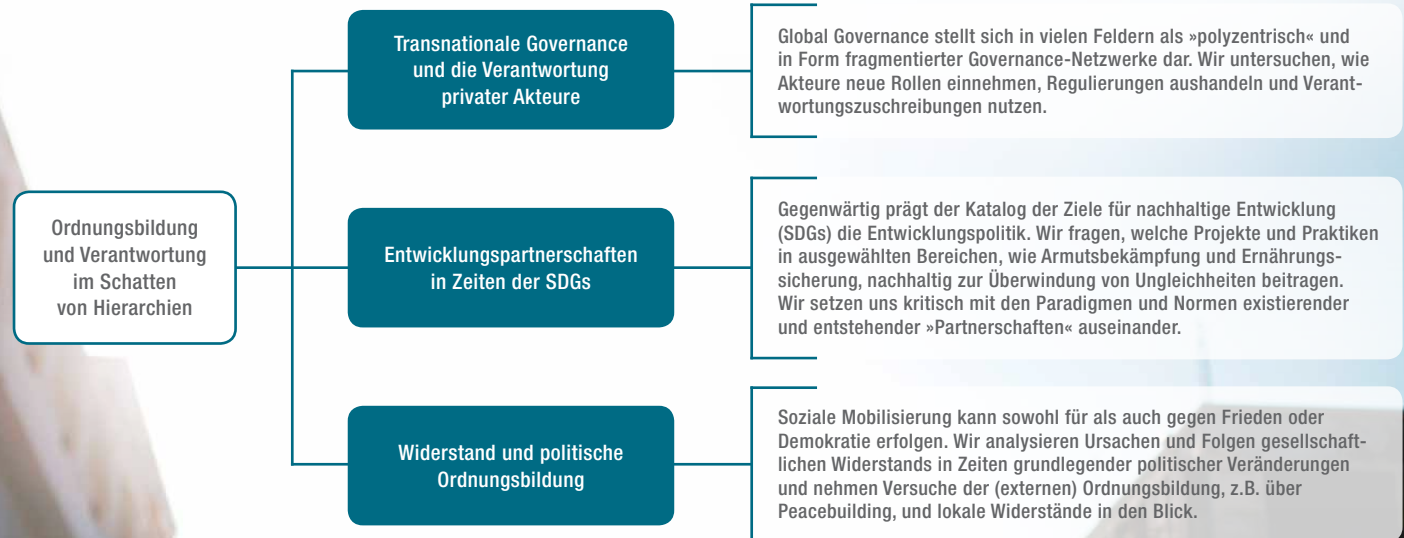 Ordnungsbildung
und Verantwortung
im Schatten
von Hierarchien
Transnationale Governance
und die Verantwortung
privater Akteure
Global Governance stellt sich in vielen Feldern als »polyzentrisch« und
in Form fragmentierter Governance-Netzwerke dar. Wir untersuchen, wie
Akteure neue Rollen einnehmen, Regulierungen aushandeln und Verant-
wortungszuschreibungen nutzen.
Entwicklungspartnerschaften
in Zeiten der SDGs
Gegenwärtig prägt der Katalog der Ziele für nachhaltige Entwicklung
(SDGs) die Entwicklungspolitik. Wir fragen, welche Projekte und Praktiken
in ausgewählten Bereichen, wie Armutsbekämpfung und Ernährungs-
sicherung, nachhaltig zur Überwindung von Ungleichheiten beitragen.
Wir setzen uns kritisch mit den Paradigmen und Normen existierender
und entstehender »Partnerschaften« auseinander.
Widerstand und politische
Ordnungsbildung
Soziale Mobilisierung kann sowohl für als auch gegen Frieden oder
Demokratie erfolgen. Wir analysieren Ursachen und Folgen gesellschaft-
lichen Widerstands in Zeiten grundlegender politischer Veränderungen
und nehmen Versuche der (externen) Ordnungsbildung, z.B. über
Peacebuilding, und lokale Widerstände in den Blick.